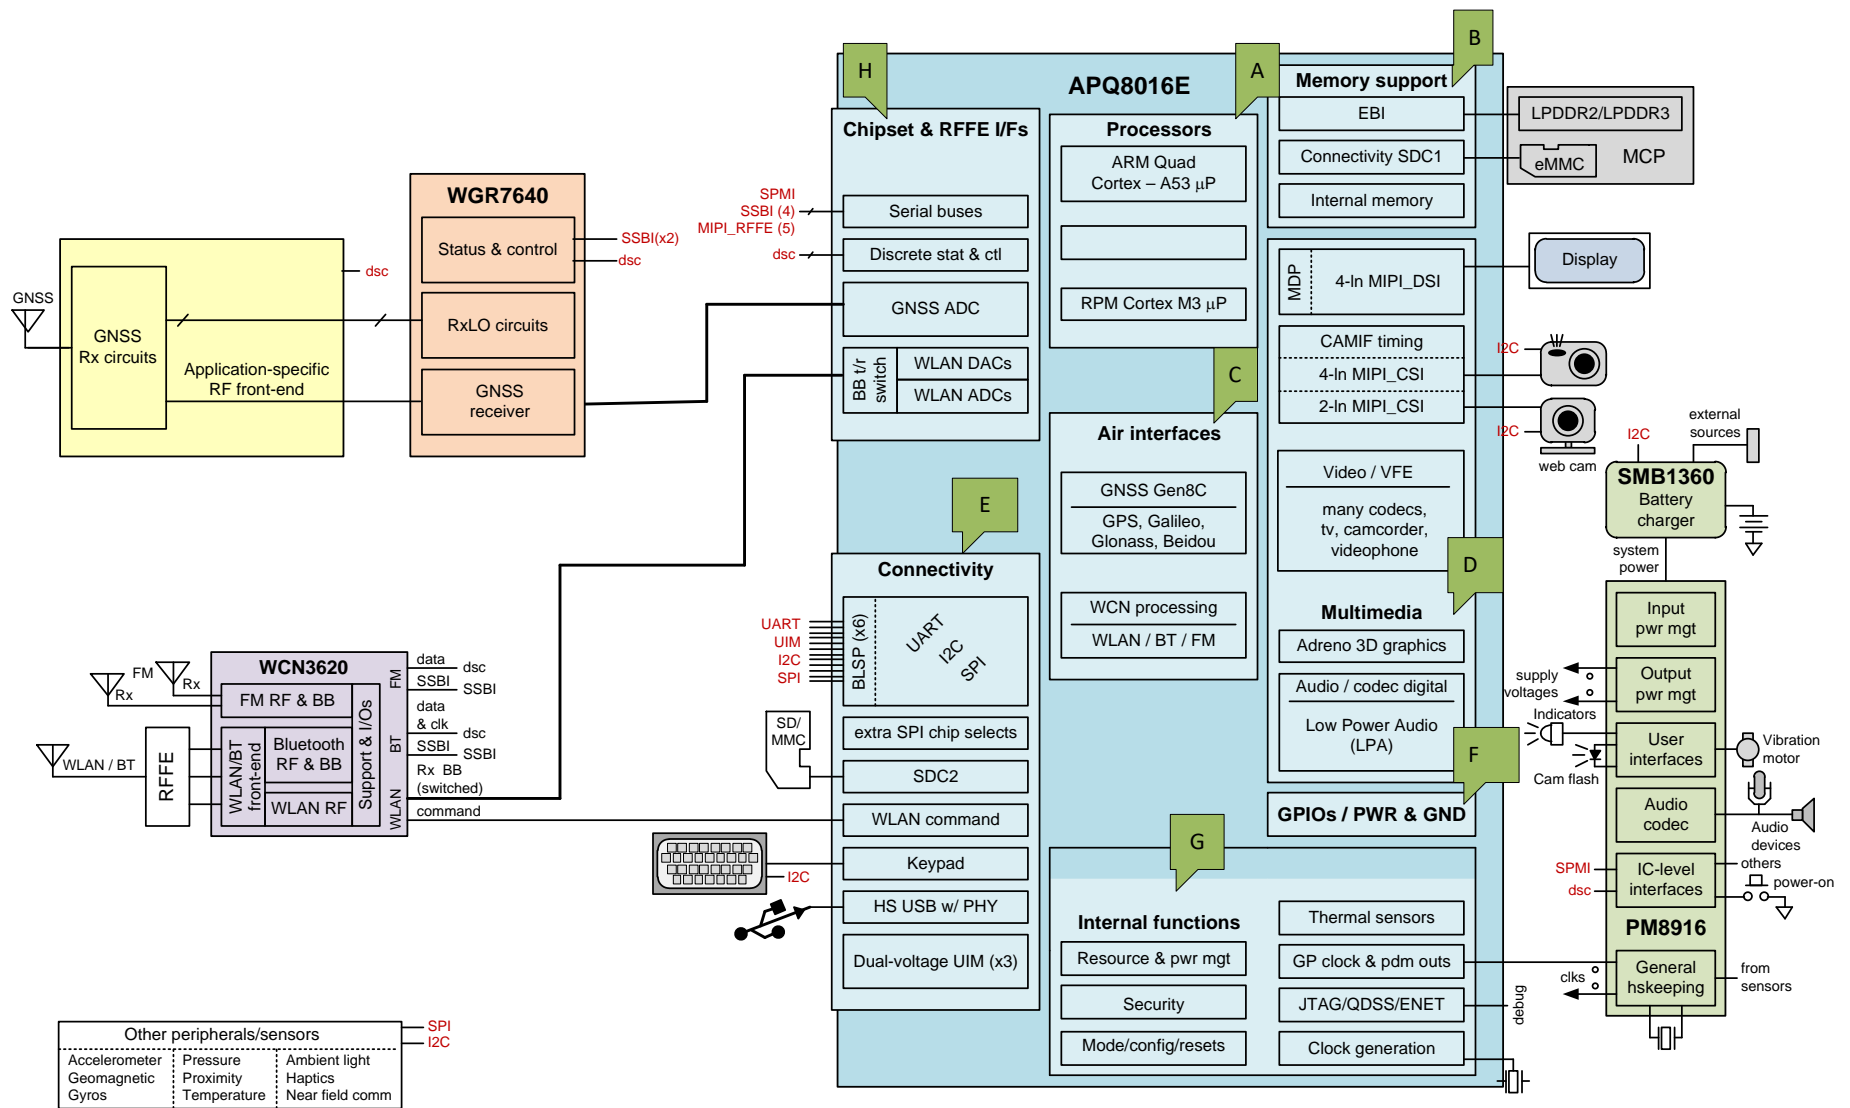 H
A
B
APQ8016E
Chipset & RFFE I/Fs
SPMI
SSBI (4)
MIPI_RFFE (5)
Serial buses
dsc
Discrete stat & ctl
GNSS ADC
BB t/r
switch
WLAN DACs
WLAN ADCs
Processors
ARM Quad
Cortex – A53 μP
RPM Cortex M3 μP
Memory support
EBI
Connectivity SDC1
Internal memory
LPDDR2/LPDDR3
eMMC
MCP
MDP
4-ln MIPI_DSI
Display
CAMIF timing
4-ln MIPI_CSI
2-ln MIPI_CSI
I2C
I2C
web cam
Video / VFE
many codecs,
tv, camcorder,
videophone
D
Multimedia
Adreno 3D graphics
Audio / codec digital
Low Power Audio
(LPA)
F
GPIOs / PWR & GND
C
Air interfaces
GNSS Gen8C
GPS, Galileo,
Glonass, Beidou
WCN processing
WLAN / BT / FM
WGR7640
Status & control
SSBI(x2)
dsc
RxLO circuits
GNSS
receiver
dsc
GNSS
GNSS
Rx circuits
Application-specific
RF front-end
E
Connectivity
UART
UIM
I2C
SPI
BLSP (x6)
UART
I2C
SPI
extra SPI chip selects
SD/
MMC
SDC2
WLAN command
Keypad
I2C
HS USB w/ PHY
Dual-voltage UIM (x3)
WCN3620
FM
Rx
Rx
FM RF & BB
WLAN / BT
RFFE
WLAN/BT
front-end
Bluetooth
RF & BB
WLAN RF
Support & I/Os
FM
BT
WLAN
data
dsc
SSBI
SSBI
data
& clk
dsc
SSBI
SSBI
Rx BB
(switched)
command
G
Internal functions
Resource & pwr mgt
Security
Mode/config/resets
Thermal sensors
GP clock & pdm outs
JTAG/QDSS/ENET
Clock generation
debug
external
sources
I2C
SMB1360
Battery
charger
system
power
Input
pwr mgt
supply
voltages
Output
pwr mgt
Indicators
Cam flash
User
interfaces
Vibration
motor
Audio
codec
Audio
devices
SPMI
dsc
IC-level
interfaces
others
power-on
PM8916
clks
General
hskeeping
from
sensors
Other peripherals/sensors
SPI
I2C
Accelerometer
Geomagnetic
Gyros
Pressure
Proximity
Temperature
Ambient light
Haptics
Near field comm